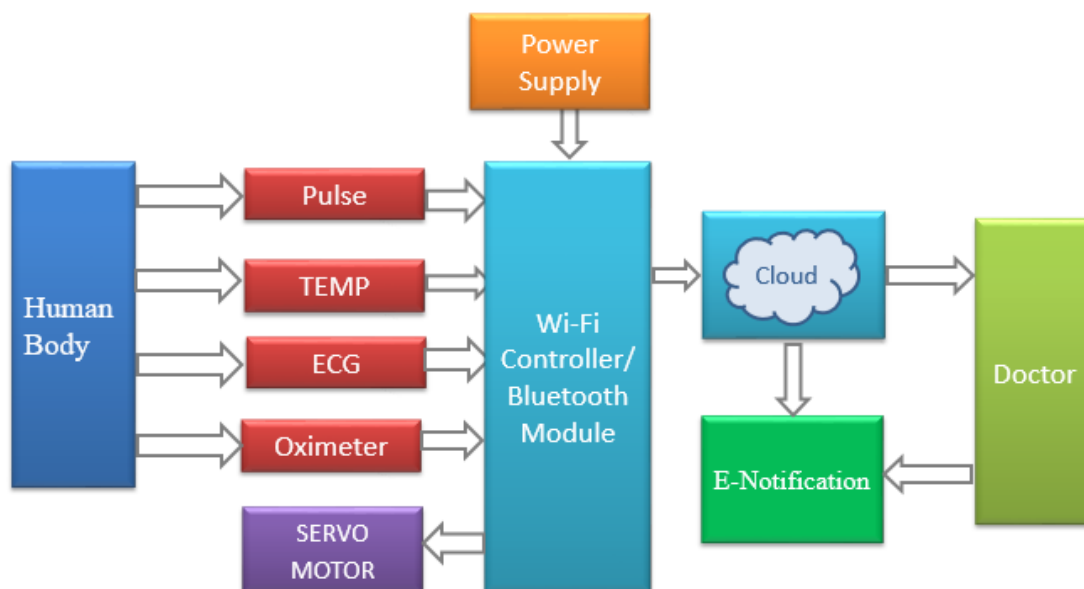 Power
Supply
Human
Body
Pulse
TEMP
ECG
Oximeter
SERVO
MOTOR
Wi-Fi
Controller/
Bluetooth
Module
Cloud
E-Notification
Doctor